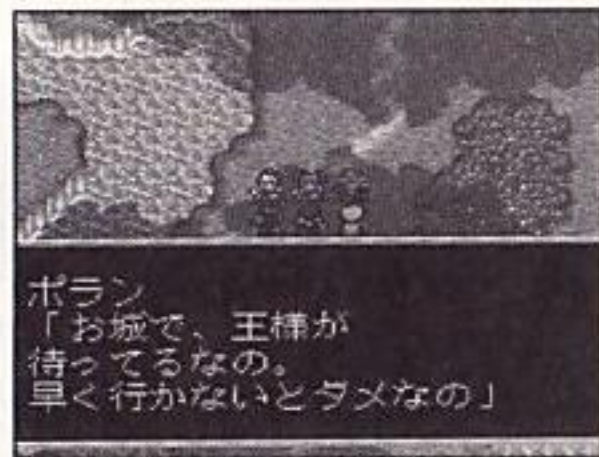 ポラン
「お城で、王様が
待ってるなの。
早く行かないとダメなの」